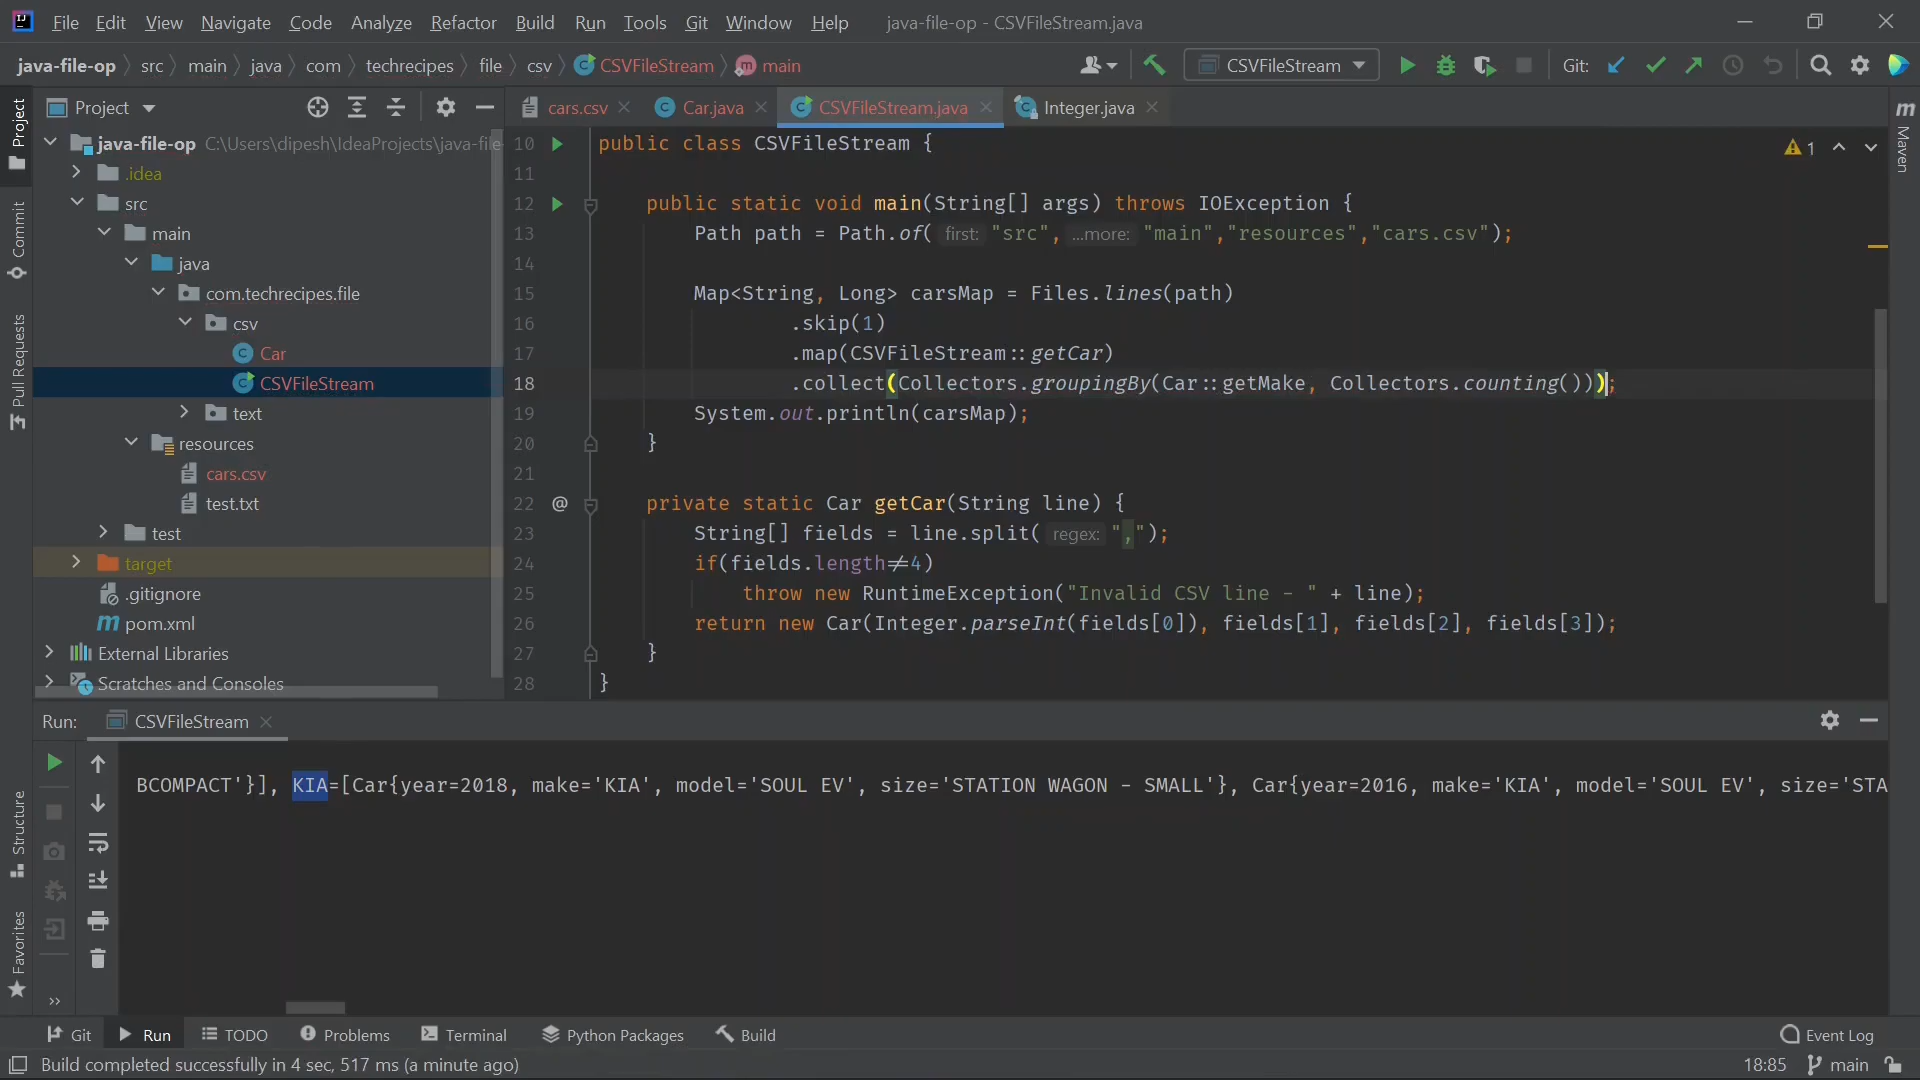 File Edit View Navigate Code Analyze Refactor Build Run Tools Git Window Help java-file-op - CSVFileStream.java
java-file-op src main java com techrecipes file csv CSVFileStream main CSVFileStream Git:
Project
Project
Commit
Pull Requests
Structure
Favorites
java-file-op C:\Users\dipesh\IdeaProjects\java-file-
.idea
src
main
java
com.techrecipes.file
csv
Car
CSVFileStream
text
resources
cars.csv
test.txt
test
target
.gitignore
pom.xml
External Libraries
Scratches and Consoles
cars.csv Car.java CSVFileStream.java Integer.java
1
Maven
10 public class CSVFileStream {
11
12 public static void main(String[] args) throws IOException {
13 Path path = Path.of( first: "src", ...more: "main","resources","cars.csv");
14
15 Map<String, Long> carsMap = Files.lines(path)
16 .skip(1)
17 .map(CSVFileStream::getCar)
18 .collect(Collectors.groupingBy(Car::getMake, Collectors.counting()));
19 System.out.println(carsMap);
20 }
21
22 @ private static Car getCar(String line) {
23 String[] fields = line.split( regex: ",");
24 if(fields.length≠4)
25 throw new RuntimeException("Invalid CSV line - " + line);
26 return new Car(Integer.parseInt(fields[0]), fields[1], fields[2], fields[3]);
27 }
28 }
Run: CSVFileStream
BCOMPACT'}], KIA=[Car{year=2018, make='KIA', model='SOUL EV', size='STATION WAGON - SMALL'}, Car{year=2016, make='KIA', model='SOUL EV', size='STA
Git Run TODO Problems Terminal Python Packages Build Event Log
Build completed successfully in 4 sec, 517 ms (a minute ago) 18:85 main